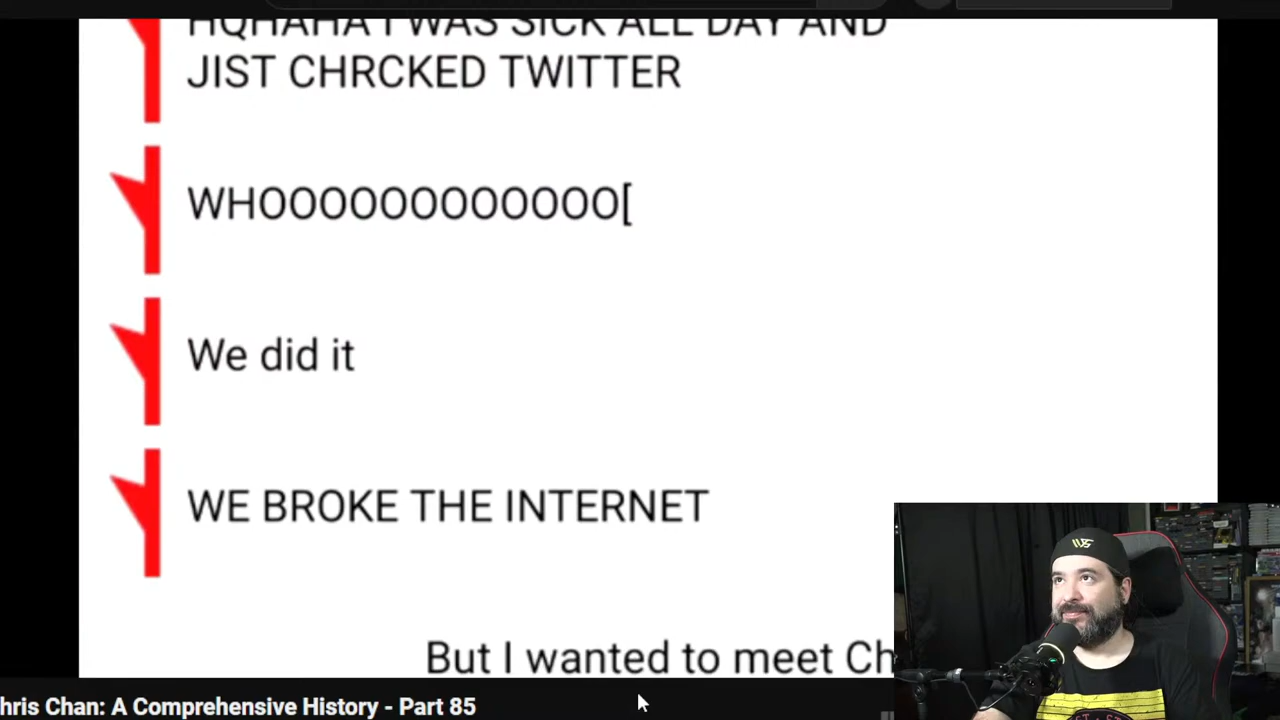 HQHAHA I WAS SICK ALL DAY AND
JIST CHRCKED TWITTER
WHOOOOOOOOOOOO[
We did it
WE BROKE THE INTERNET
But I wanted to meet Ch
hris Chan: A Comprehensive History - Part 85